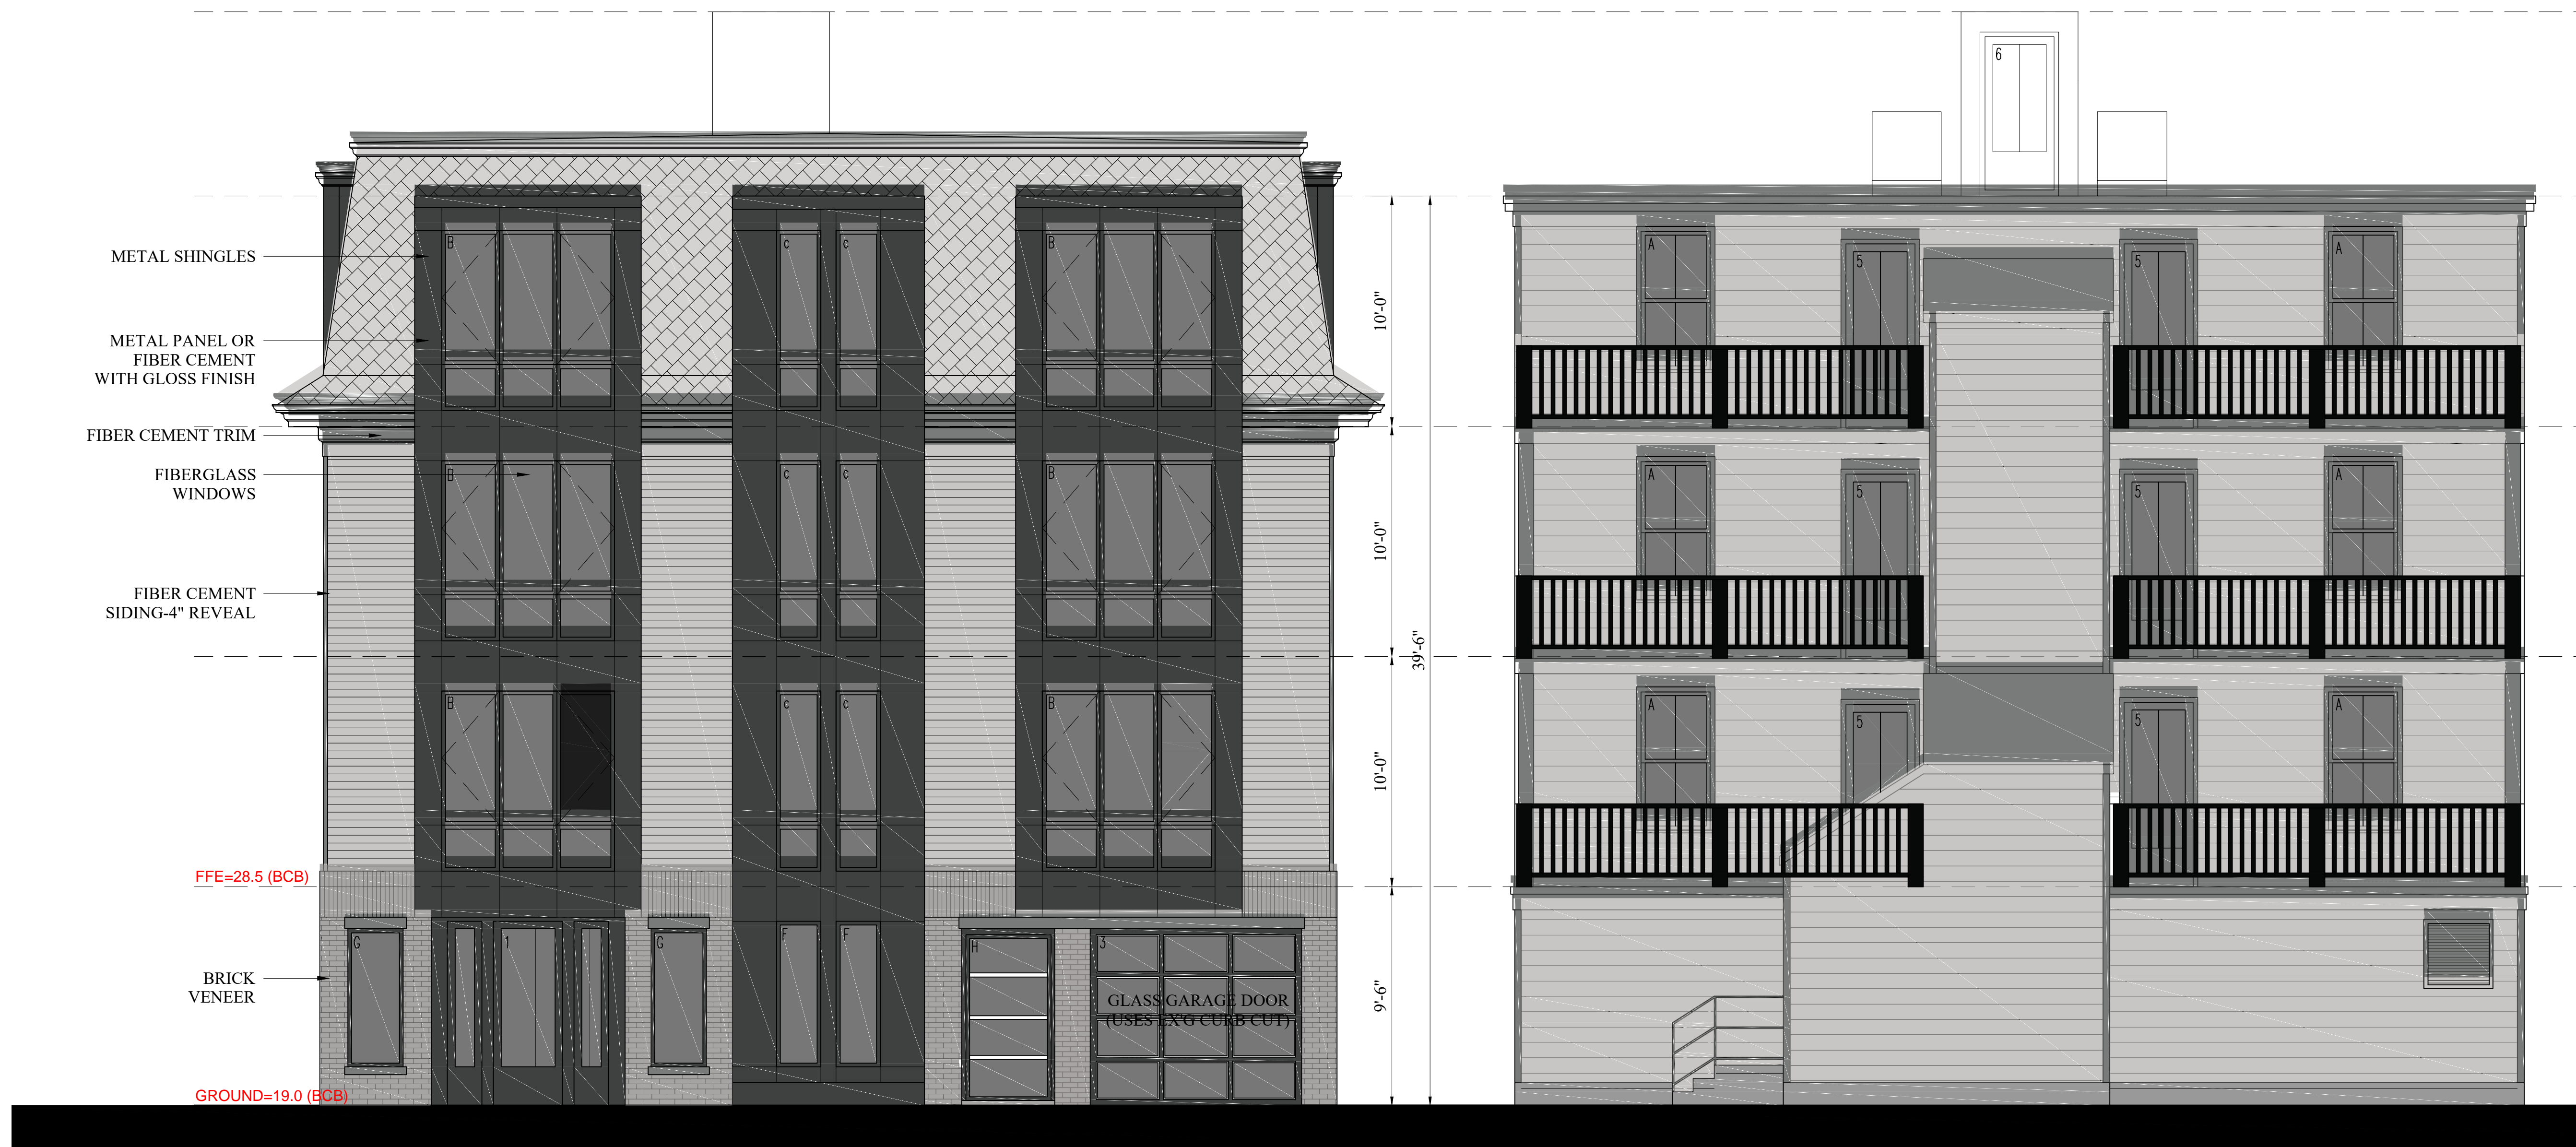 6
METAL SHINGLES
METAL PANEL OR
FIBER CEMENT
WITH GLOSS FINISH
FIBER CEMENT TRIM
FIBERGLASS
WINDOWS
FIBER CEMENT
SIDING-4" REVEAL
FFE=28.5 (BCB)
BRICK
VENEER
GROUND=19.0 (BCB)
B
c
c
B
B
c
c
B
B
c
c
B
G
1
G
F
F
H
3
GLASS GARAGE DOOR
(USES EX'G CURB CUT)
10'-0"
10'-0"
10'-0"
9'-6"
39'-6"
A
5
5
A
A
5
5
A
A
5
5
A